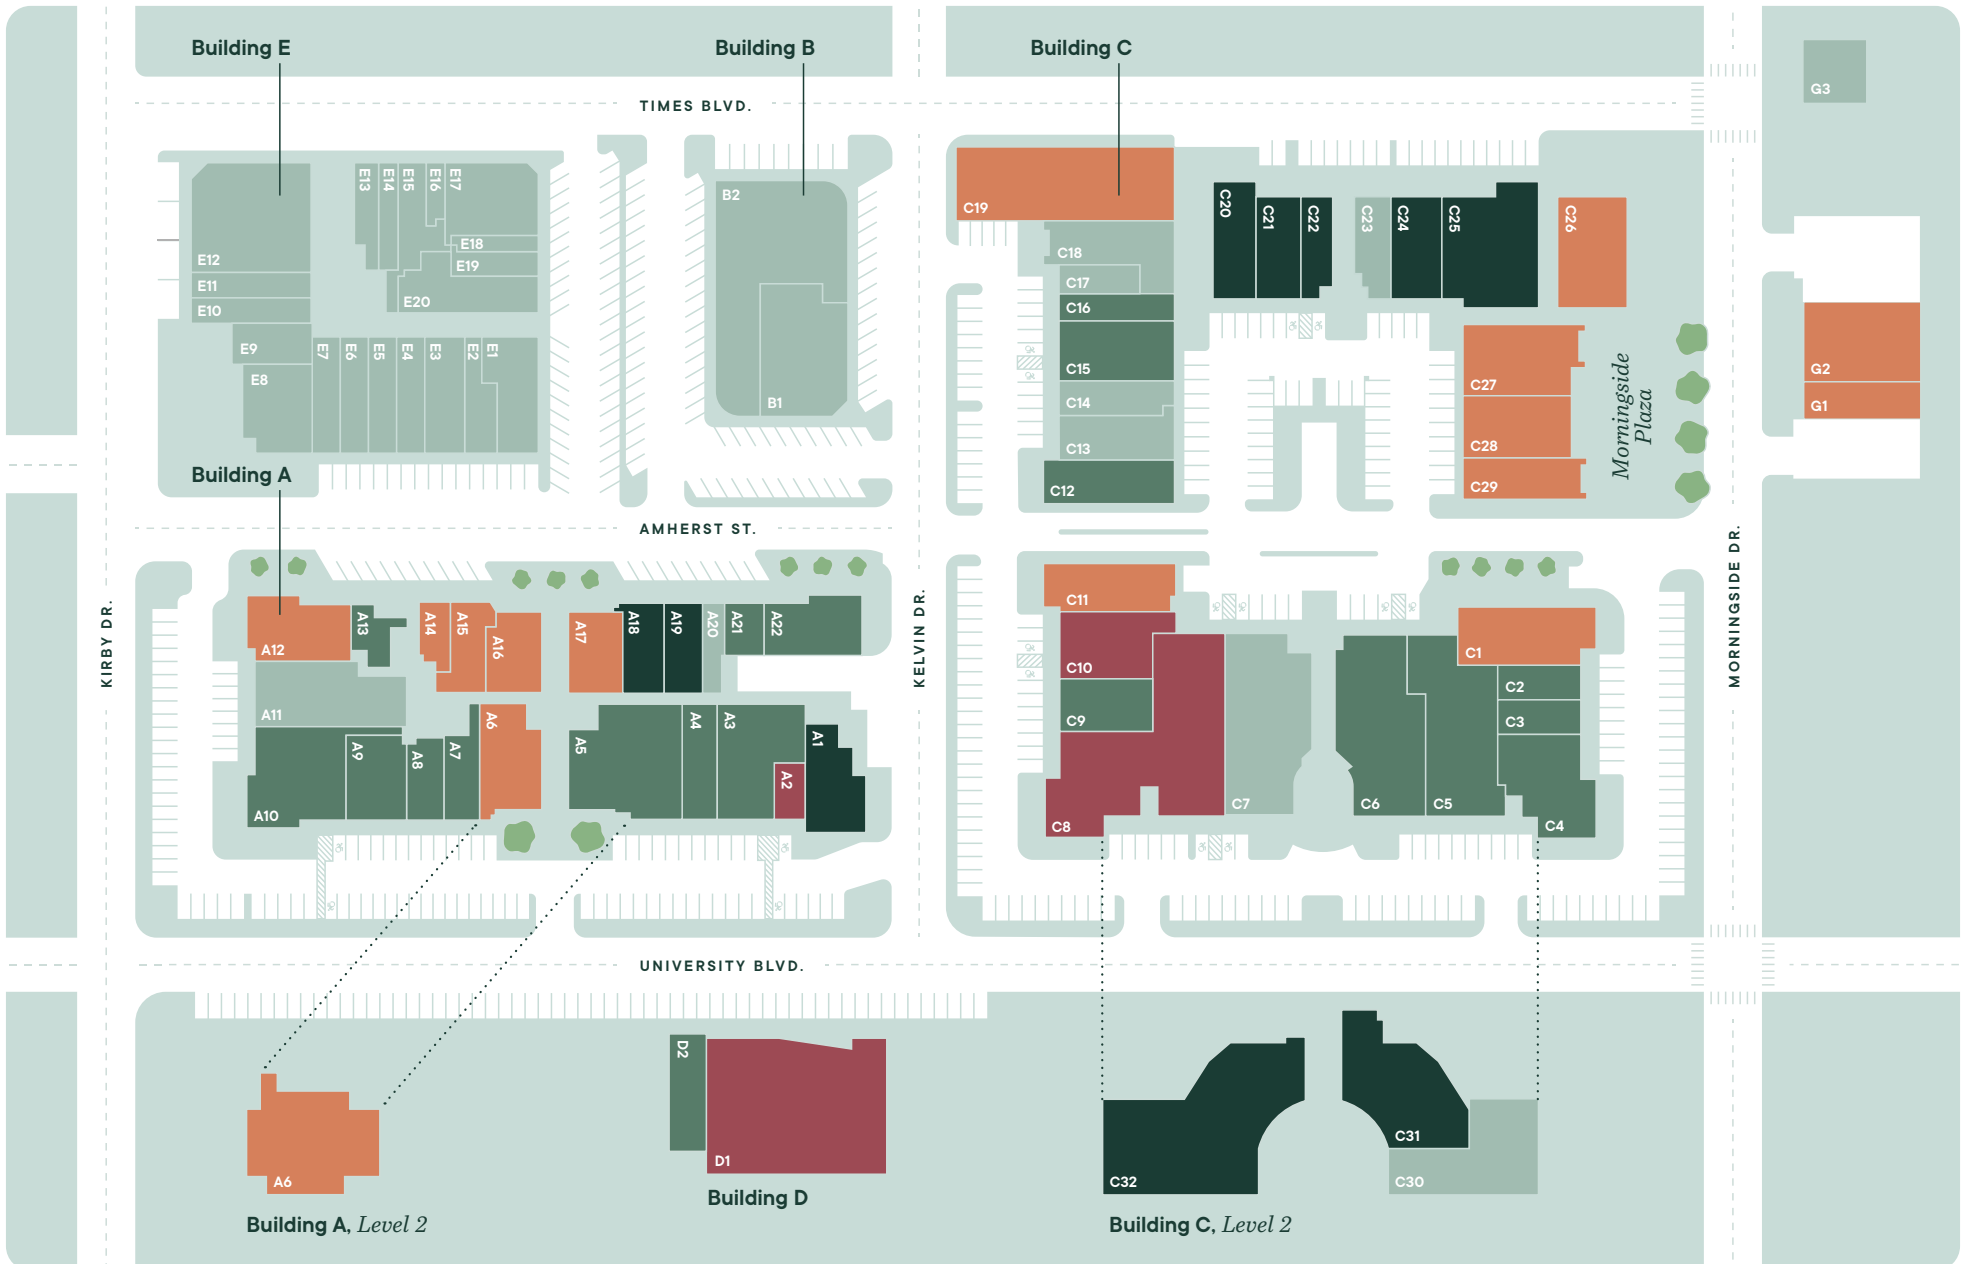 Building E
Building B
Building C
TIMES BLVD.
G3
E13
E14
E15
E16
E17
E12
E11
E10
E18
E19
E20
E9
E8
E7
E6
E5
E4
E3
E2
E1
B2
B1
C19
C18
C17
C16
C15
C14
C13
C12
C20
C21
C22
C23
C24
C25
C26
C27
C28
C29
Morningside
Plaza
G2
G1
Building A
AMHERST ST.
KIRBY DR.
KELVIN DR.
MORNINGSIDE DR.
A12
A13
A14
A15
A16
A17
A18
A19
A20
A21
A22
A11
A10
A9
A8
A7
A6
A5
A4
A3
A2
A1
C11
C10
C9
C8
C7
C6
C5
C4
C3
C2
C1
UNIVERSITY BLVD.
A6
Building A, Level 2
D2
D1
Building D
C32
C31
C30
Building C, Level 2